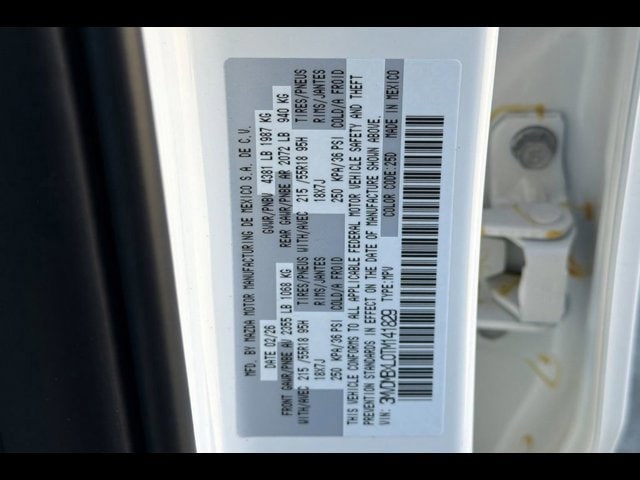 MFD. BY MAZDA MOTOR MANUFACTURING DE MEXICO S.A. DE C.V.
DATE 02/26 GVWR/PNBV 4381 LB 1987 KG
FRONT GAWR/PNBE AV 2355 LB 1068 KG REAR GAWR/PNBE AR 2072 LB 940 KG
WITH/AVEC TIRES/PNEUS WITH/AVEC TIRES/PNEUS
215 /55R18 95H RIMS/JANTES 215 /55R18 95H RIMS/JANTES
18X7J COLD/A FROID 18X7J COLD/A FROID
250 KPA/36 PSI 250 KPA/36 PSI
THIS VEHICLE CONFORMS TO ALL APPLICABLE FEDERAL MOTOR VEHICLE SAFETY AND THEFT
PREVENTION STANDARDS IN EFFECT ON THE DATE OF MANUFACTURE SHOWN ABOVE.
COLOR CODE:25D MADE IN MEXICO
VIN: 3MVDMBXL0TM141829 TYPE:MPV